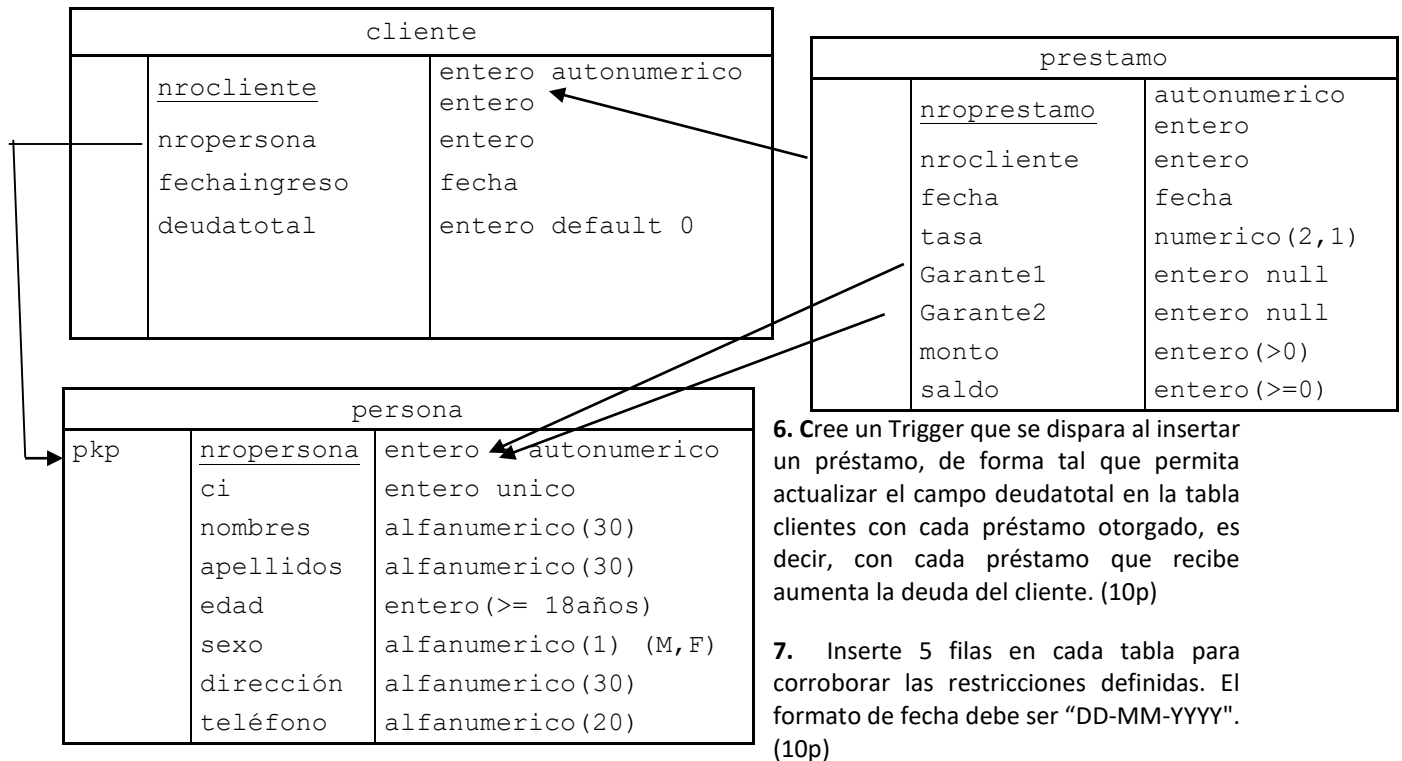 cliente
nrocliente entero autonumerico
entero
nropersona entero
fechaingreso fecha
deudatotal entero default 0
prestamo
nroprestamo autonumerico
entero
nrocliente entero
fecha fecha
tasa numerico(2,1)
Garante1 entero null
Garante2 entero null
monto entero(>0)
saldo entero(>=0)
persona
pkp nropersona entero autonumerico
ci entero unico
nombres alfanumerico(30)
apellidos alfanumerico(30)
edad entero(>= 18años)
sexo alfanumerico(1) (M,F)
dirección alfanumerico(30)
teléfono alfanumerico(20)
6. Cree un Trigger que se dispara al insertar
un préstamo, de forma tal que permita
actualizar el campo deudatotal en la tabla
clientes con cada préstamo otorgado, es
decir, con cada préstamo que recibe
aumenta la deuda del cliente. (10p)
7. Inserte 5 filas en cada tabla para
corroborar las restricciones definidas. El
formato de fecha debe ser “DD-MM-YYYY".
(10p)